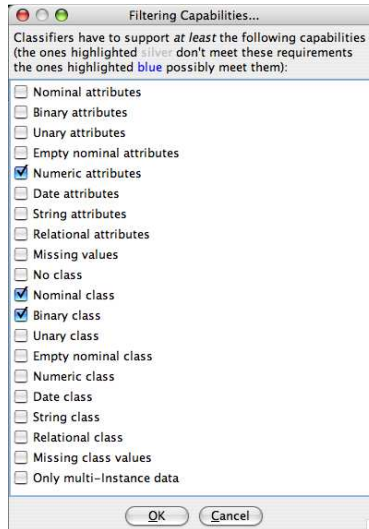 Filtering Capabilities...
Classifiers have to support at least the following capabilities
(the ones highlighted silver don't meet these requirements
the ones highlighted blue possibly meet them):
Nominal attributes
Binary attributes
Unary attributes
Empty nominal attributes
Numeric attributes
Date attributes
String attributes
Relational attributes
Missing values
No class
Nominal class
Binary class
Unary class
Empty nominal class
Numeric class
Date class
String class
Relational class
Missing class values
Only multi-Instance data
OK Cancel